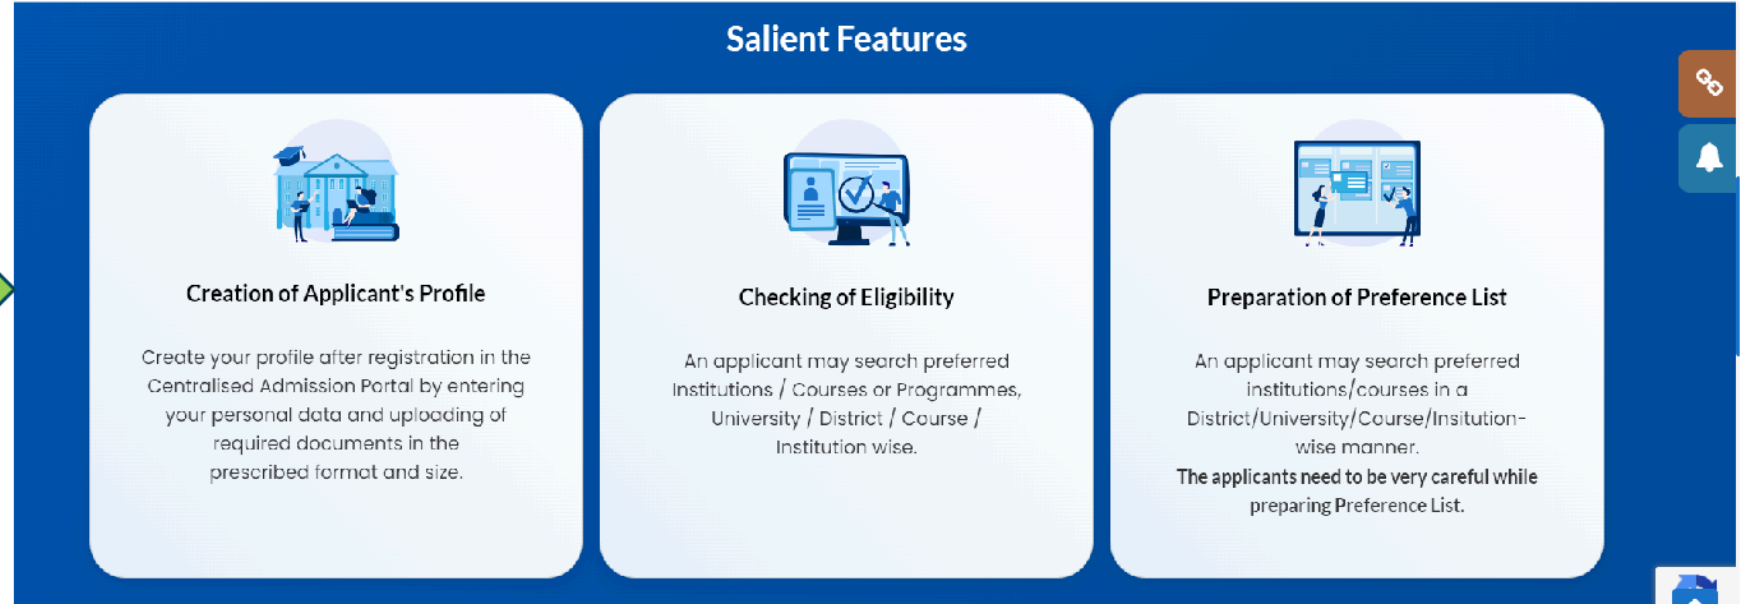 Salient Features
Creation of Applicant's Profile
Create your profile after registration in the
Centralised Admission Portal by entering
your personal data and uploading of
required documents in the
prescribed format and size.
Checking of Eligibility
An applicant may search preferred
Institutions / Courses or Programmes,
University / District / Course /
Institution wise.
Preparation of Preference List
An applicant may search preferred
institutions/courses in a
District/University/Course/Insitution-
wise manner.
The applicants need to be very careful while
preparing Preference List.